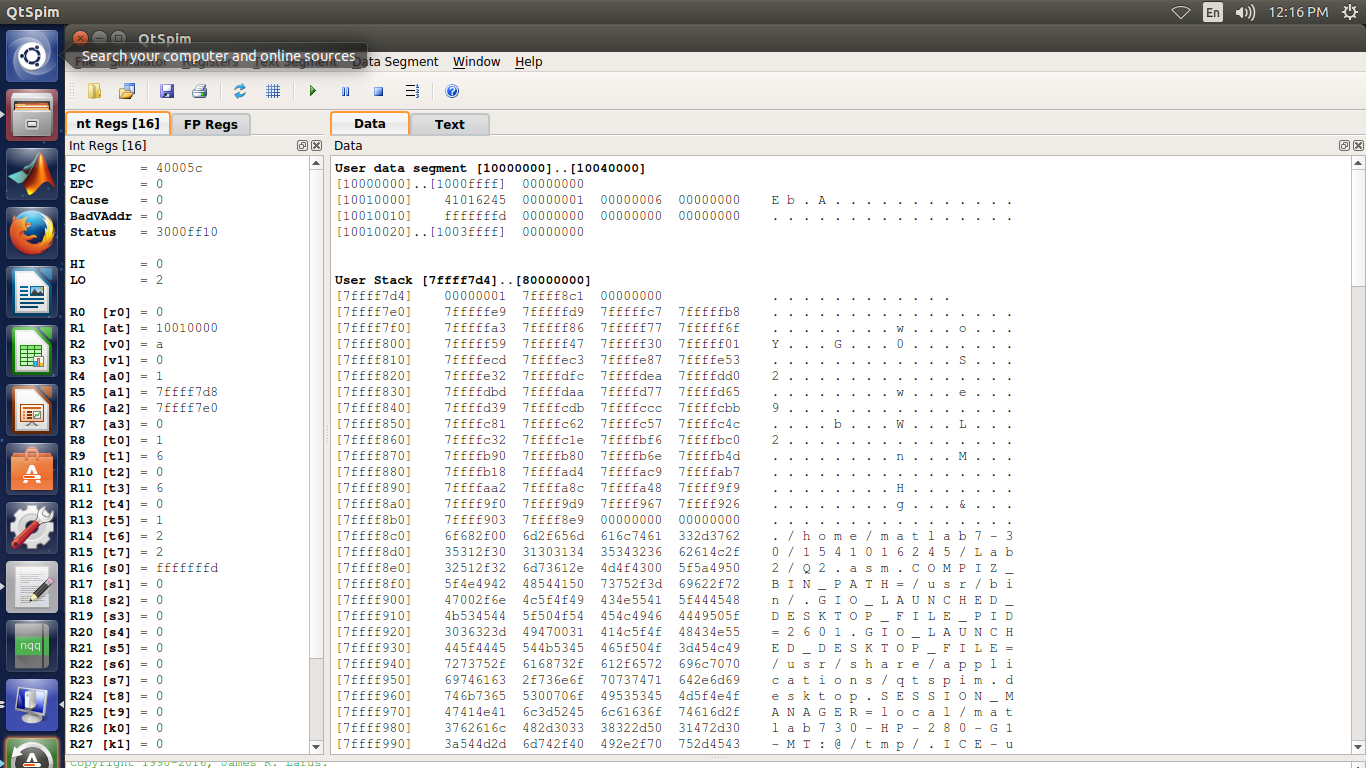 QtSpim
En
12:16 PM
QtSpim
Search your computer and online sources
Data Segment Window Help
nt Regs [16] FP Regs
Data Text
Int Regs [16]
PC = 40005c
EPC = 0
Cause = 0
BadVAddr = 0
Status = 3000ff10
HI = 0
LO = 2
R0 [r0] = 0
R1 [at] = 10010000
R2 [v0] = a
R3 [v1] = 0
R4 [a0] = 1
R5 [a1] = 7ffff7d8
R6 [a2] = 7ffff7e0
R7 [a3] = 0
R8 [t0] = 1
R9 [t1] = 6
R10 [t2] = 0
R11 [t3] = 6
R12 [t4] = 0
R13 [t5] = 1
R14 [t6] = 2
R15 [t7] = 2
R16 [s0] = fffffffd
R17 [s1] = 0
R18 [s2] = 0
R19 [s3] = 0
R20 [s4] = 0
R21 [s5] = 0
R22 [s6] = 0
R23 [s7] = 0
R24 [t8] = 0
R25 [t9] = 0
R26 [k0] = 0
R27 [k1] = 0
Data
User data segment [10000000]..[10040000]
[10000000]..[1000ffff] 00000000
[10010000] 41016245 00000001 00000006 00000000 E b . A . . . . . . . . . . . .
[10010010] fffffffd 00000000 00000000 00000000 . . . . . . . . . . . . . . . .
[10010020]..[1003ffff] 00000000
User Stack [7ffff7d4]..[80000000]
[7ffff7d4] 00000001 7ffff8c1 00000000 . . . . . . . . . . . .
[7ffff7e0] 7fffffe9 7fffffd9 7fffffc7 7fffffb8 . . . . . . . . . . . . . . . .
[7ffff7f0] 7fffffa3 7fffff86 7fffff77 7fffff6f . . . . . . . . w . . . o . . .
[7ffff800] 7fffff59 7fffff47 7fffff30 7fffff01 Y . . . G . . . 0 . . . . . . .
[7ffff810] 7ffffecd 7ffffec3 7ffffe87 7ffffe53 . . . . . . . . . . . . S . . .
[7ffff820] 7ffffe32 7ffffdfc 7ffffdea 7ffffdd0 2 . . . . . . . . . . . . . . .
[7ffff830] 7ffffdbd 7ffffdaa 7ffffd77 7ffffd65 . . . . . . . . w . . . e . . .
[7ffff840] 7ffffd39 7ffffcdb 7ffffccc 7ffffcbb 9 . . . . . . . . . . . . . . .
[7ffff850] 7ffffc81 7ffffc62 7ffffc57 7ffffc4c . . . . b . . . W . . . L . . .
[7ffff860] 7ffffc32 7ffffc1e 7ffffbf6 7ffffbc0 2 . . . . . . . . . . . . . . .
[7ffff870] 7ffffb90 7ffffb80 7ffffb6e 7ffffb4d . . . . . . . . n . . . M . . .
[7ffff880] 7ffffb18 7ffffad4 7ffffac9 7ffffab7 . . . . . . . . . . . . . . . .
[7ffff890] 7ffffaa2 7ffffa8c 7ffffa48 7ffff9f9 . . . . . . . . H . . . . . . .
[7ffff8a0] 7ffff9f0 7ffff9d9 7ffff967 7ffff926 . . . . . . . . g . . . & . . .
[7ffff8b0] 7ffff903 7ffff8e9 00000000 00000000 . . . . . . . . . . . . . . . .
[7ffff8c0] 6f682f00 6d2f656d 616c7461 332d3762 . / h o m e / m a t l a b 7 - 3
[7ffff8d0] 35312f30 31303134 35343236 62614c2f 0 / 1 5 4 1 0 1 6 2 4 5 / L a b
[7ffff8e0] 32512f32 6d73612e 4d4f4300 5f5a4950 2 / Q 2 . a s m . C O M P I Z _
[7ffff8f0] 5f4e4942 48544150 73752f3d 69622f72 B I N _ P A T H = / u s r / b i
[7ffff900] 47002f6e 4c5f4f49 434e5541 5f444548 n / . G I O _ L A U N C H E D _
[7ffff910] 4b534544 5f504f54 454c4946 4449505f D E S K T O P _ F I L E _ P I D
[7ffff920] 3036323d 49470031 414c5f4f 48434e55 = 2 6 0 1 . G I O _ L A U N C H
[7ffff930] 445f4445 544b5345 465f504f 3d454c49 E D _ D E S K T O P _ F I L E =
[7ffff940] 7273752f 6168732f 612f6572 696c7070 / u s r / s h a r e / a p p l i
[7ffff950] 69746163 2f736e6f 70737471 642e6d69 c a t i o n s / q t s p i m . d
[7ffff960] 746b7365 5300706f 49535345 4d5f4e4f e s k t o p . S E S S I O N _ M
[7ffff970] 47414e41 6c3d5245 6c61636f 74616d2f A N A G E R = l o c a l / m a t
[7ffff980] 3762616c 482d3033 38322d50 31472d30 l a b 7 3 0 - H P - 2 8 0 - G 1
[7ffff990] 3a544d2d 6d742f40 492e2f70 752d4543 - M T : @ / t m p / . I C E - u
Copyright 1990-2016, James R. Larus.